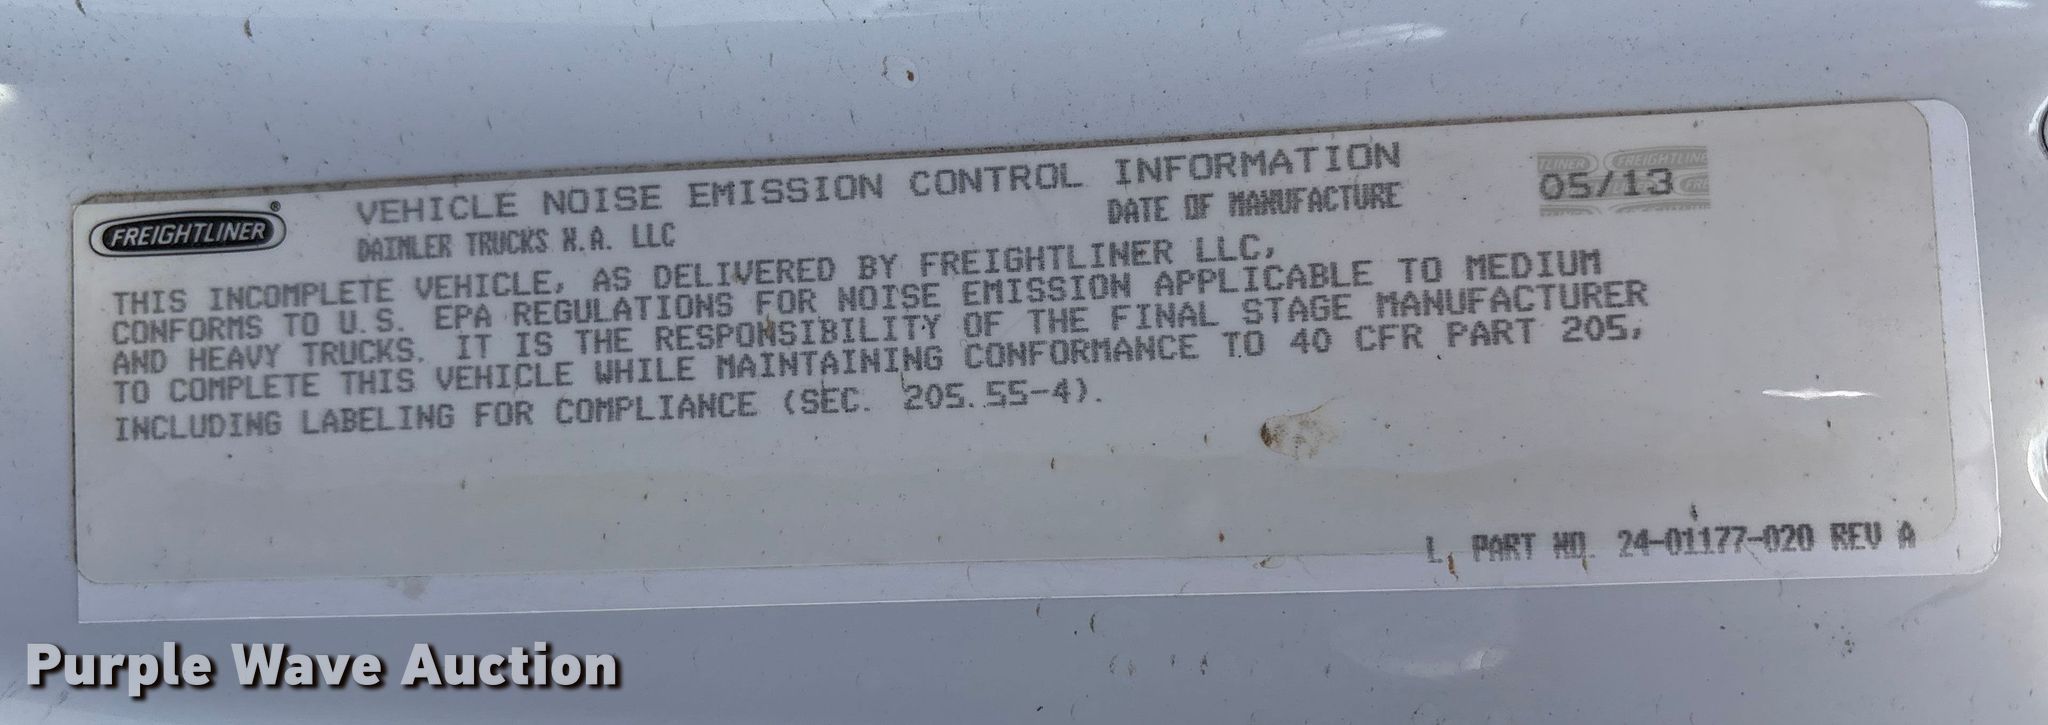 FREIGHTLINER®
VEHICLE NOISE EMISSION CONTROL INFORMATION
DAIMLER TRUCKS N.A. LLC
DATE OF MANUFACTURE
05/13
THIS INCOMPLETE VEHICLE, AS DELIVERED BY FREIGHTLINER LLC,
CONFORMS TO U.S. EPA REGULATIONS FOR NOISE EMISSION APPLICABLE TO MEDIUM
AND HEAVY TRUCKS. IT IS THE RESPONSIBILITY OF THE FINAL STAGE MANUFACTURER
TO COMPLETE THIS VEHICLE WHILE MAINTAINING CONFORMANCE TO 40 CFR PART 205,
INCLUDING LABELING FOR COMPLIANCE (SEC. 205.55-4).
L. PART NO. 24-01177-020 REV A
Purple Wave Auction